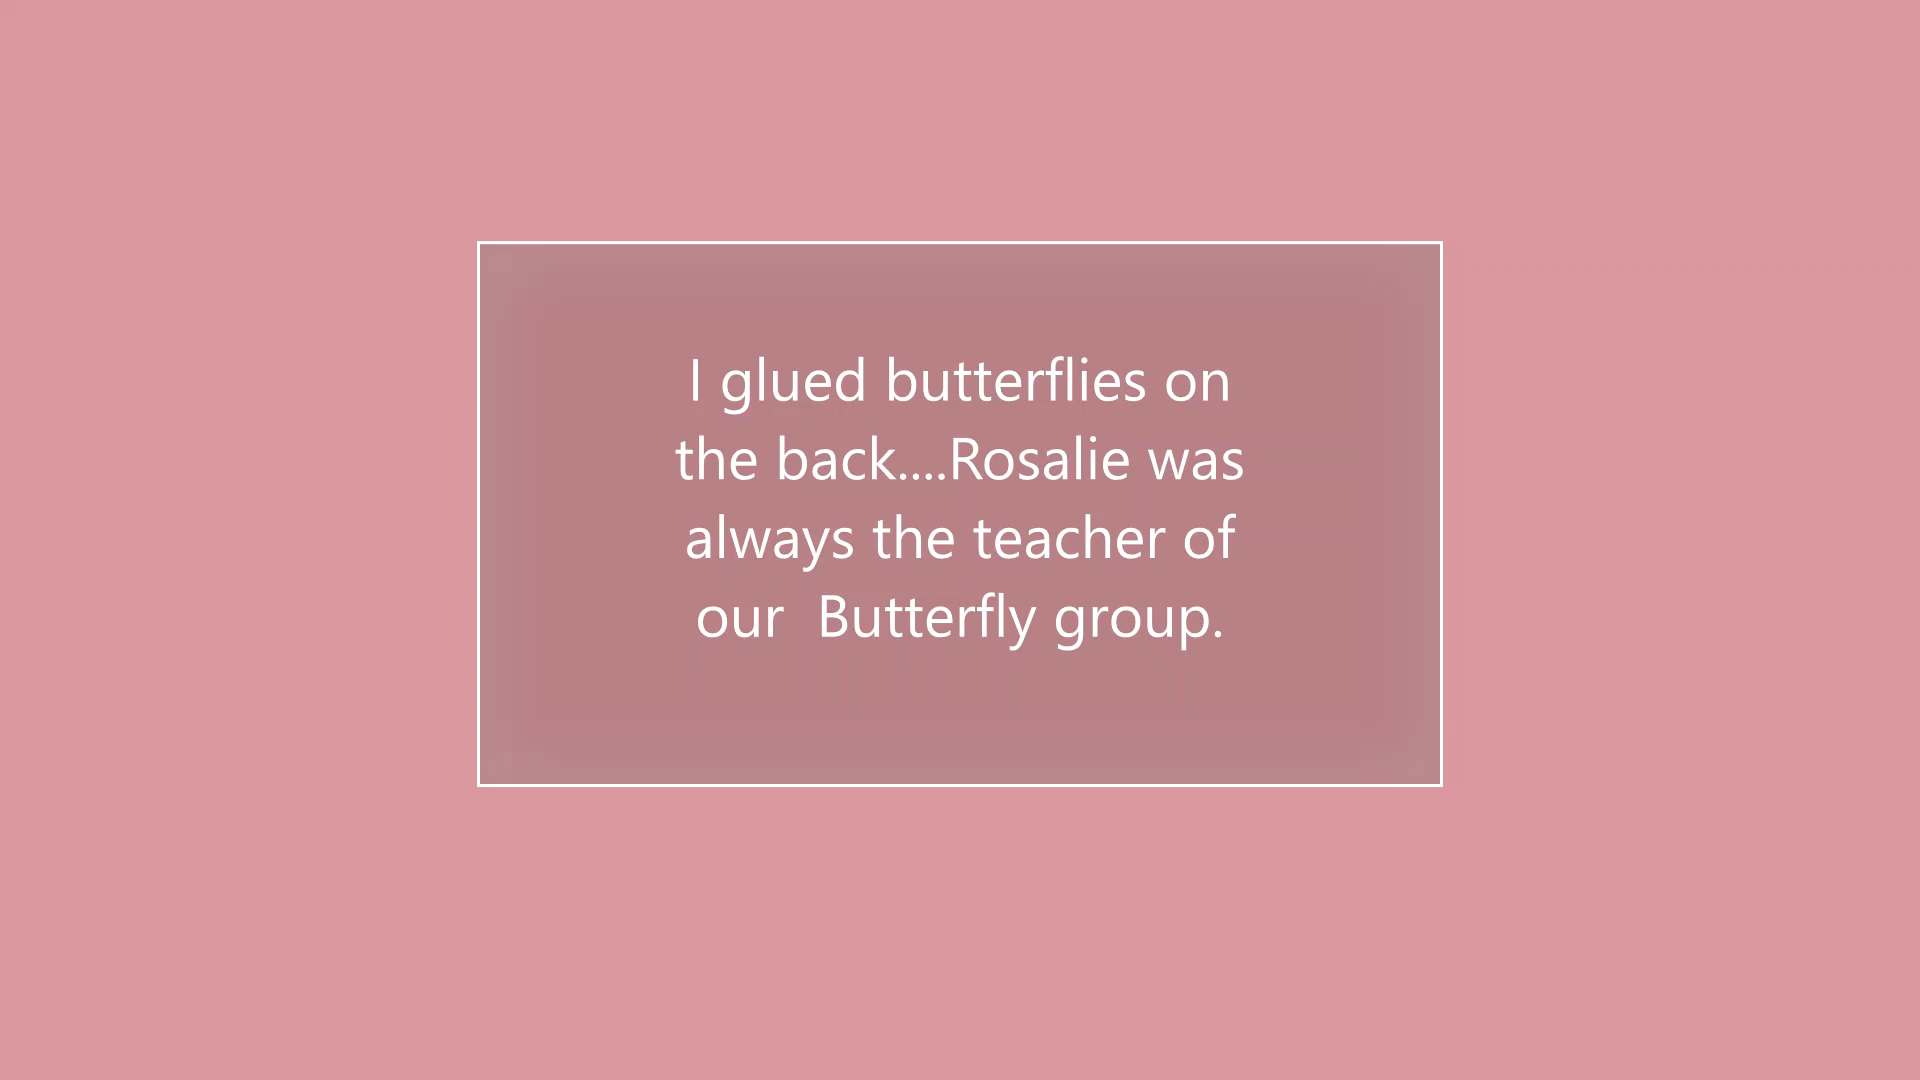 I glued butterflies on
the back....Rosalie was
always the teacher of
our  Butterfly group.